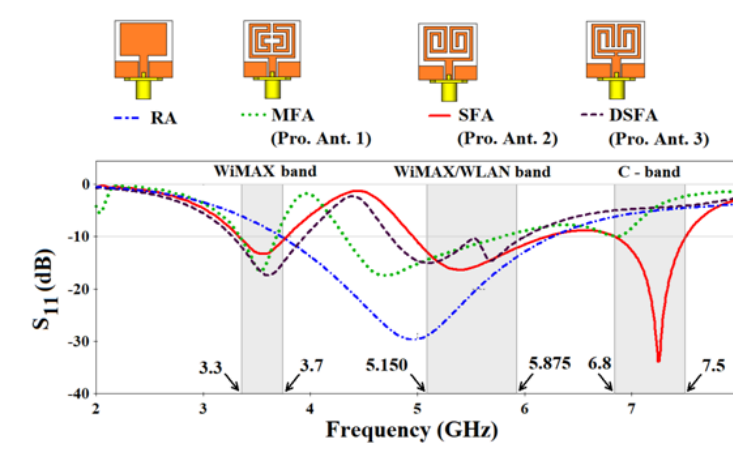 RA
MFA
(Pro. Ant. 1)
SFA
(Pro. Ant. 2)
DSFA
(Pro. Ant. 3)
WiMAX band
WiMAX/WLAN band
C - band
0
-10
-20
-30
-40
S11 (dB)
3.3
3.7
5.150
5.875
6.8
7.5
2
3
4
5
6
7
Frequency (GHz)